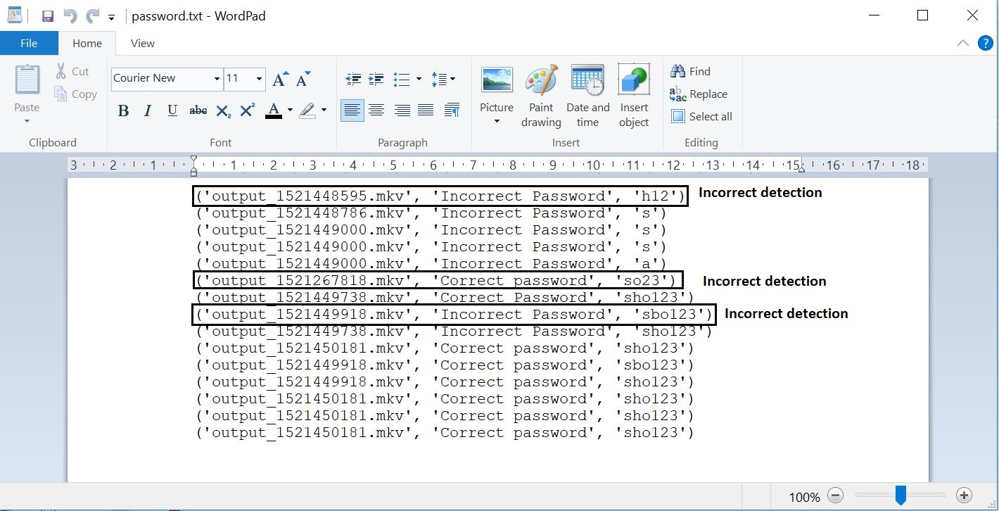 password.txt - WordPad
File Home View
Cut
Copy
Paste
Clipboard
Courier New 11 A A
B I U abc X₂ X² A
Font
Paragraph
Picture
Paint drawing
Date and time
Insert object
Insert
Find
Replace
Select all
Editing
3 2 1 1 2 3 4 5 6 7 8 9 10 11 12 13 14 15 16 17 18
('output_1521448595.mkv', 'Incorrect Password', 'h12') Incorrect detection
('output_1521448786.mkv', 'Incorrect Password', 's')
('output_1521449000.mkv', 'Incorrect Password', 's')
('output_1521449000.mkv', 'Incorrect Password', 's')
('output_1521449000.mkv', 'Incorrect Password', 'a')
('output_1521267818.mkv', 'Correct password', 'so23') Incorrect detection
('output_1521449738.mkv', 'Correct Password', 'sho123')
('output_1521449918.mkv', 'Incorrect Password', 'sbo123') Incorrect detection
('output_1521449738.mkv', 'Incorrect Password', 'sho123')
('output_1521450181.mkv', 'Correct password', 'sho123')
('output_1521449918.mkv', 'Correct password', 'sbo123')
('output_1521449918.mkv', 'Correct password', 'sho123')
('output_1521450181.mkv', 'Correct password', 'sho123')
('output_1521450181.mkv', 'Correct password', 'sho123')
('output_1521450181.mkv', 'Correct password', 'sho123')
100%